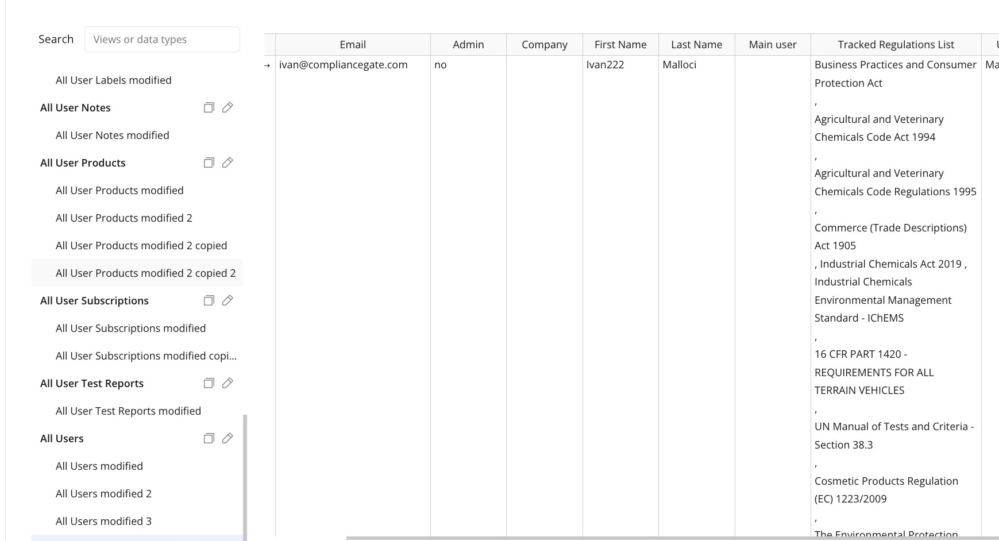 Search
Views or data types
All User Labels modified
All User Notes
All User Notes modified
All User Products
All User Products modified
All User Products modified 2
All User Products modified 2 copied
All User Products modified 2 copied 2
All User Subscriptions
All User Subscriptions modified
All User Subscriptions modified copi...
All User Test Reports
All User Test Reports modified
All Users
All Users modified
All Users modified 2
All Users modified 3
Email
Admin
Company
First Name
Last Name
Main user
Tracked Regulations List
→
ivan@compliancegate.com
no
Ivan222
Malloci
Business Practices and Consumer
Protection Act
,
Agricultural and Veterinary
Chemicals Code Act 1994
,
Agricultural and Veterinary
Chemicals Code Regulations 1995
,
Commerce (Trade Descriptions)
Act 1905
, Industrial Chemicals Act 2019 ,
Industrial Chemicals
Environmental Management
Standard - IChEMS
,
16 CFR PART 1420 -
REQUIREMENTS FOR ALL
TERRAIN VEHICLES
,
UN Manual of Tests and Criteria -
Section 38.3
,
Cosmetic Products Regulation
(EC) 1223/2009
,
The Environmental Protection
Ma